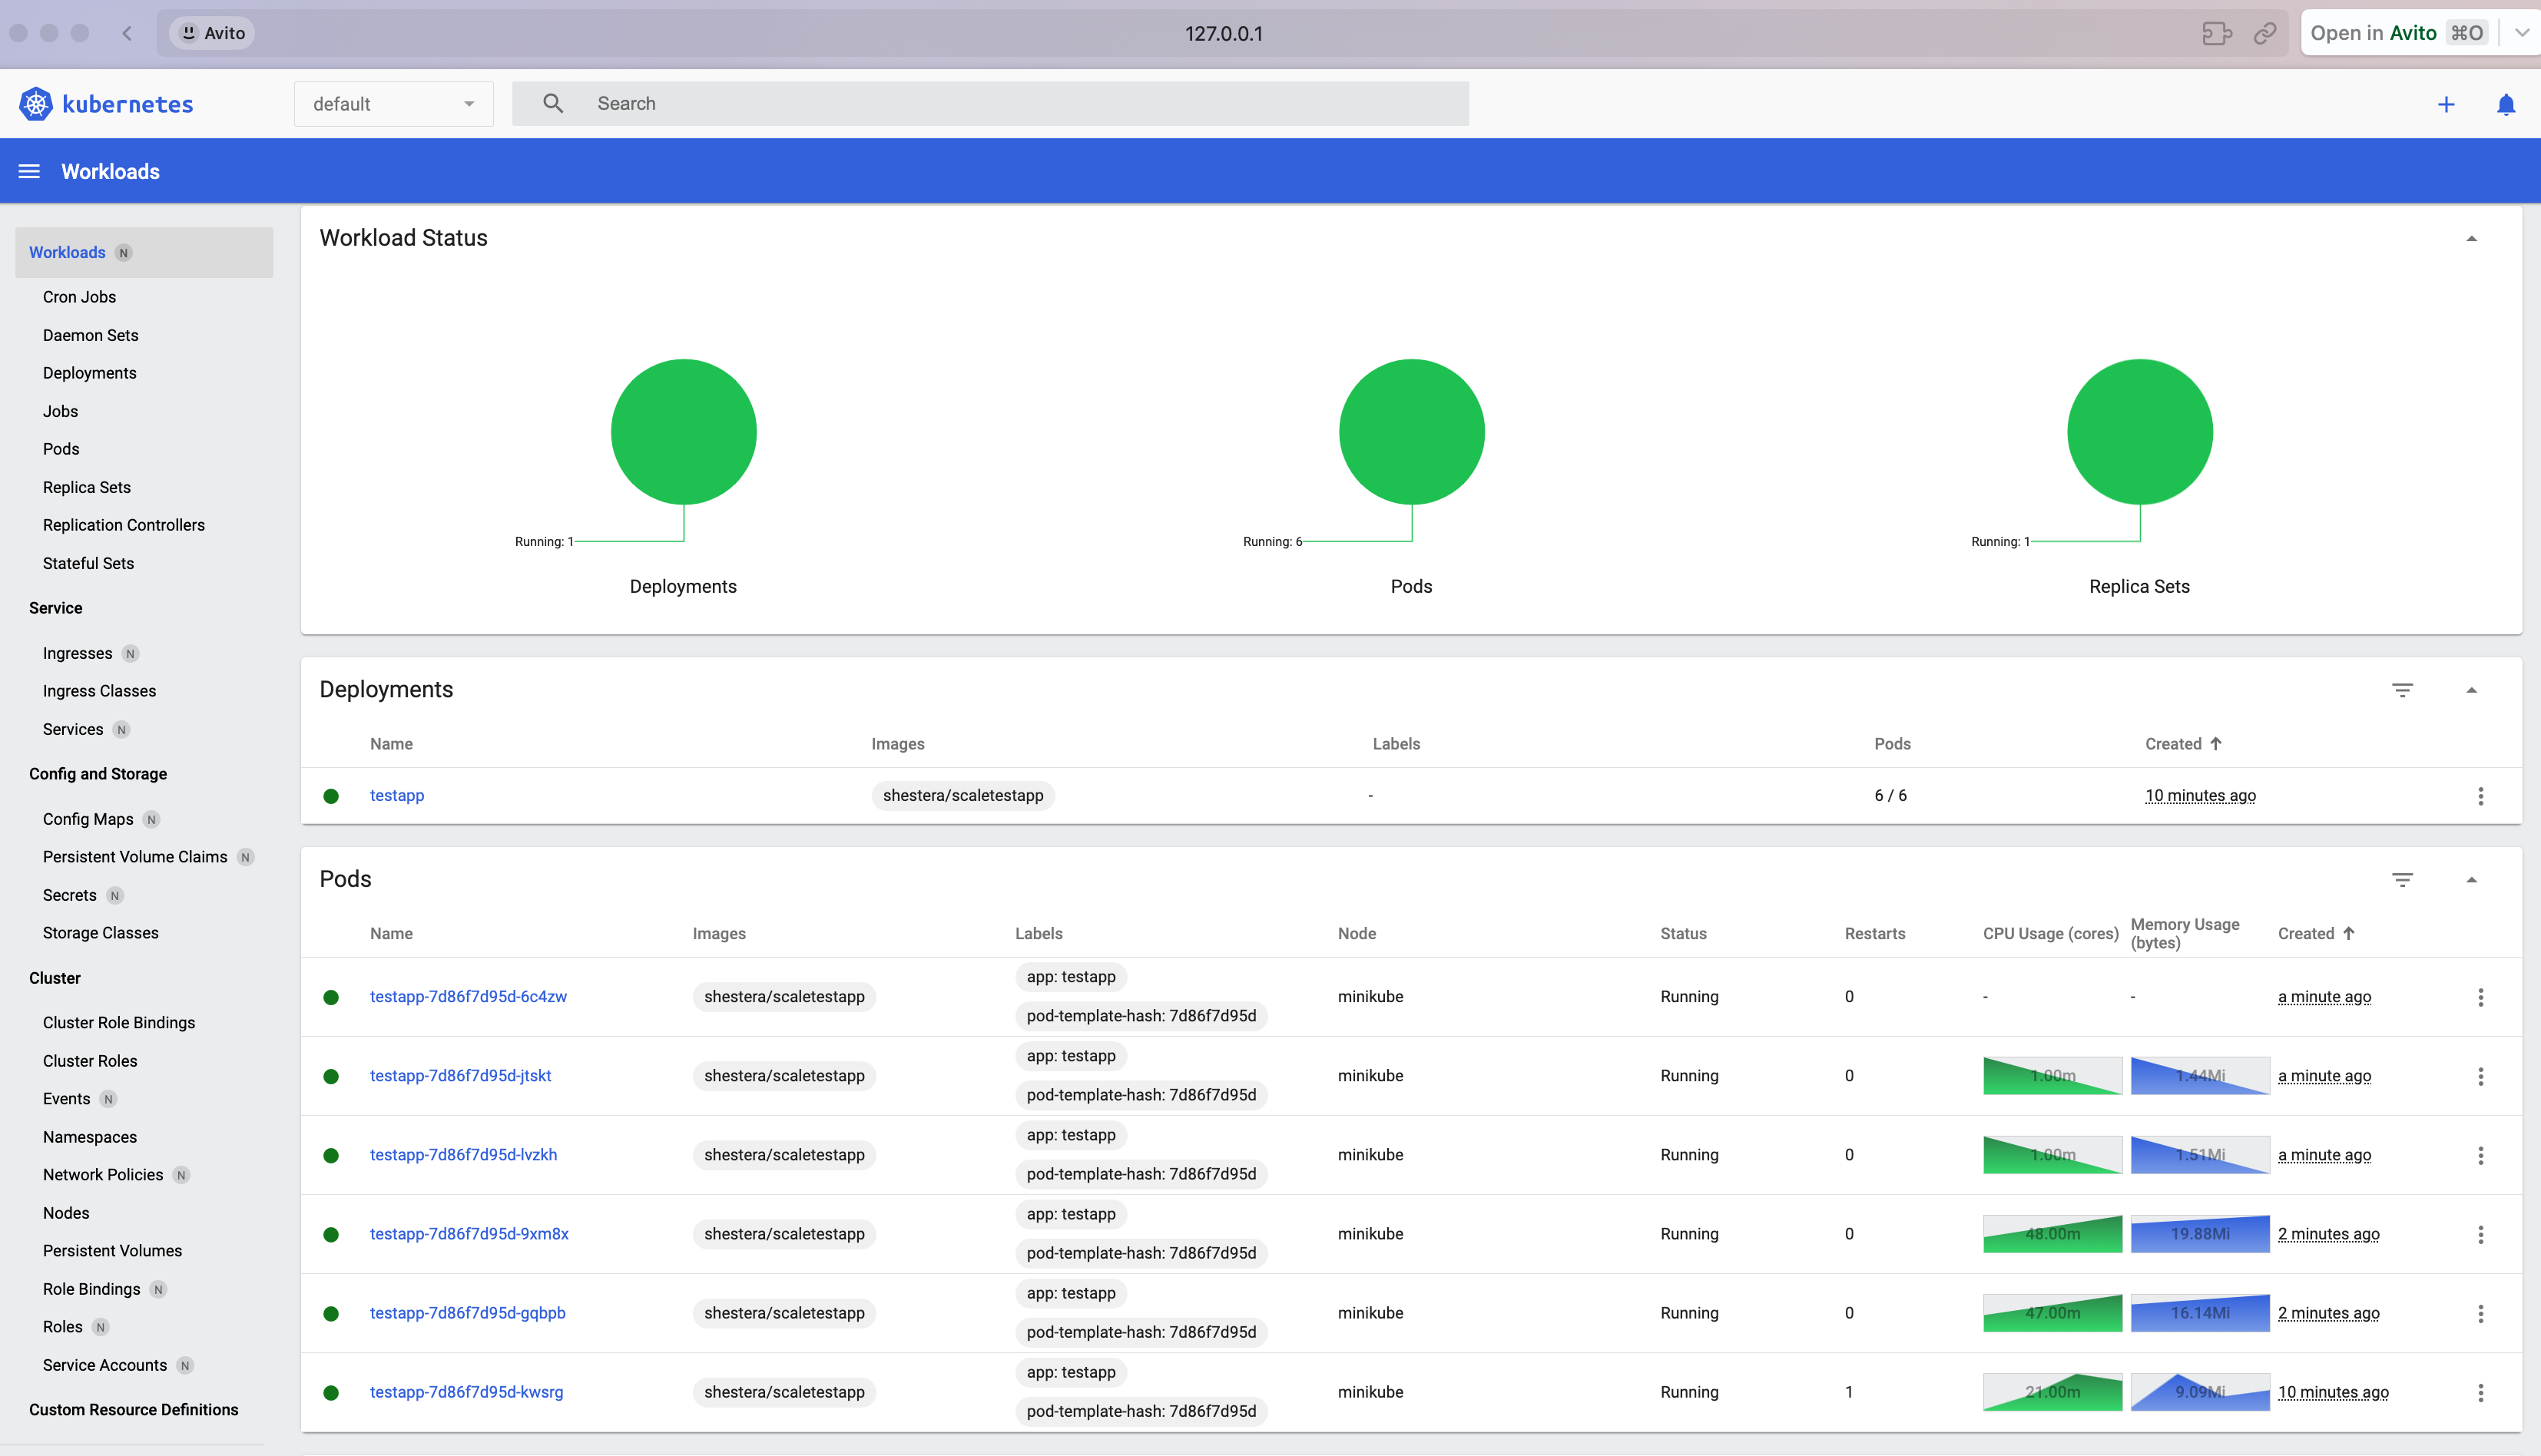 Avito
127.0.0.1
Open in Avito ⌘O
kubernetes
default
Search
Workloads
Workloads N
Cron Jobs
Daemon Sets
Deployments
Jobs
Pods
Replica Sets
Replication Controllers
Stateful Sets
Service
Ingresses N
Ingress Classes
Services N
Config and Storage
Config Maps N
Persistent Volume Claims N
Secrets N
Storage Classes
Cluster
Cluster Role Bindings
Cluster Roles
Events N
Namespaces
Network Policies N
Nodes
Persistent Volumes
Role Bindings N
Roles N
Service Accounts N
Custom Resource Definitions
Workload Status
Running: 1
Deployments
Running: 6
Pods
Running: 1
Replica Sets
Deployments
Name Images Labels Pods Created
testapp shestera/scaletestapp - 6 / 6 10 minutes ago
Pods
Name Images Labels Node Status Restarts CPU Usage (cores) Memory Usage (bytes) Created
app: testapp
testapp-7d86f7d95d-6c4zw shestera/scaletestapp minikube Running 0 - - a minute ago
pod-template-hash: 7d86f7d95d
app: testapp
testapp-7d86f7d95d-jtskt shestera/scaletestapp minikube Running 0 1.00m 1.44Mi a minute ago
pod-template-hash: 7d86f7d95d
app: testapp
testapp-7d86f7d95d-lvzkh shestera/scaletestapp minikube Running 0 1.00m 1.51Mi a minute ago
pod-template-hash: 7d86f7d95d
app: testapp
testapp-7d86f7d95d-9xm8x shestera/scaletestapp minikube Running 0 48.00m 19.88Mi 2 minutes ago
pod-template-hash: 7d86f7d95d
app: testapp
testapp-7d86f7d95d-gqbpb shestera/scaletestapp minikube Running 0 47.00m 16.14Mi 2 minutes ago
pod-template-hash: 7d86f7d95d
app: testapp
testapp-7d86f7d95d-kwsrg shestera/scaletestapp minikube Running 1 21.00m 9.09Mi 10 minutes ago
pod-template-hash: 7d86f7d95d